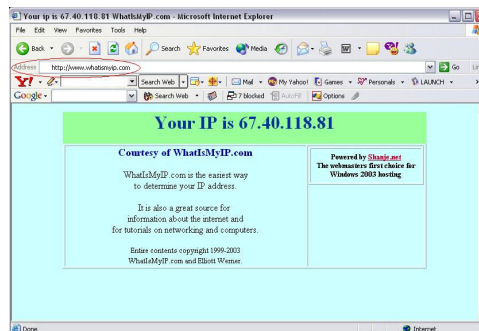 Your ip is 67.40.118.81 WhatIsMyIP.com - Microsoft Internet Explorer
File Edit View Favorites Tools Help
Back Search Favorites Media
Address http://www.whatismyip.com Go
Y! Search Web Mail My Yahoo! Games Personals LAUNCH
Google Search Web 7 blocked AutoFill Options
Your IP is 67.40.118.81
Courtesy of WhatIsMyIP.com
WhatIsMyIP.com is the easiest way
to determine your IP address.
It is also a great source for
information about the internet and
for tutorials on networking and computers.
Entire contents copyright 1999-2003
WhatIsMyIP.com and Elliott Werner.
Powered by Shanje.net
The webmasters first choice for
Windows 2003 hosting
Done Internet